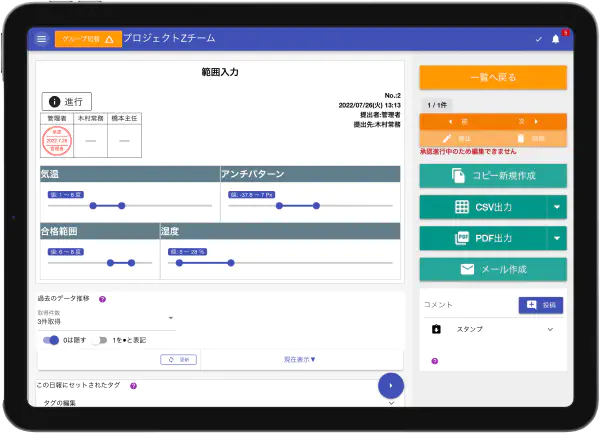 グループ切替
プロジェクトZチーム
範囲入力
進行
No.:2
2022/07/26(火) 13:13
提出者:管理者
提出先:木村常務
管理者 木村常務 橋本主任
承認
2022.7.26
管理者
気温 アンチパターン
値: 1 〜 6 度
値: -37.8 〜 7 Px
合格範囲 湿度
値: 6 〜 8 度
値: 8 〜 28 %
過去のデータ推移
取得件数
3件取得
0は隠す 1を●と表記
更新
現在表示▼
この日報にセットされたタグ
タグの編集
一覧へ戻る
1 / 1件
前 次
削除
承認進行中のため編集できません
コピー新規作成
CSV出力
PDF
PDF出力
メール作成
コメント
投稿
スタンプ